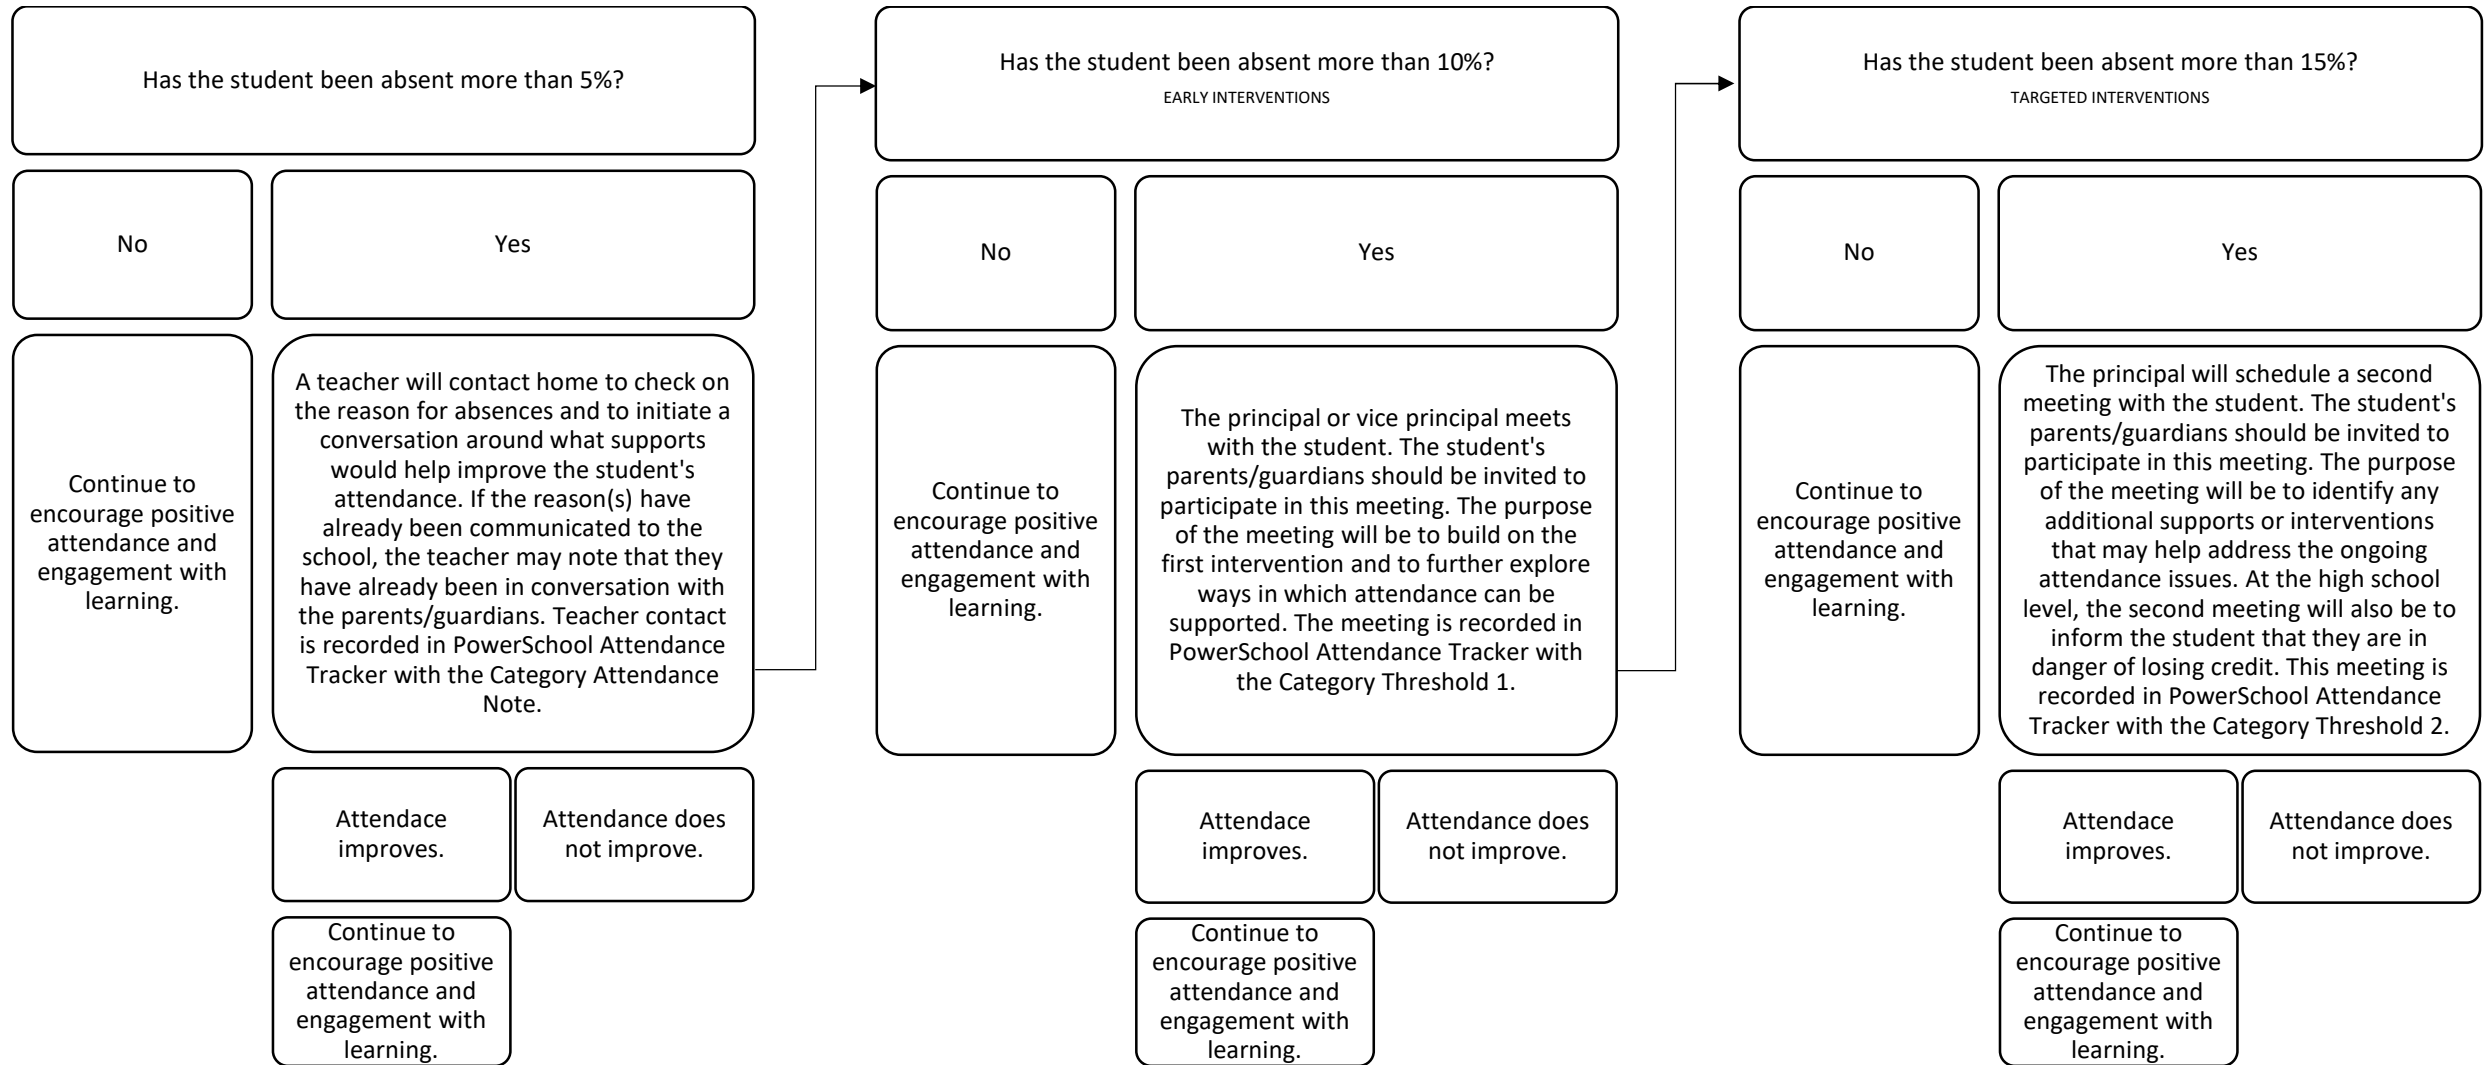 Has the student been absent more than 5%?
No
Yes
Continue to
encourage positive
attendance and
engagement with
learning.
A teacher will contact home to check on
the reason for absences and to initiate a
conversation around what supports
would help improve the student's
attendance. If the reason(s) have
already been communicated to the
school, the teacher may note that they
have already been in conversation with
the parents/guardians. Teacher contact
is recorded in PowerSchool Attendance
Tracker with the Category Attendance
Note.
Attendace
improves.
Attendance does
not improve.
Continue to
encourage positive
attendance and
engagement with
learning.
Has the student been absent more than 10%?
EARLY INTERVENTIONS
No
Yes
Continue to
encourage positive
attendance and
engagement with
learning.
The principal or vice principal meets
with the student. The student's
parents/guardians should be invited to
participate in this meeting. The purpose
of the meeting will be to build on the
first intervention and to further explore
ways in which attendance can be
supported. The meeting is recorded in
PowerSchool Attendance Tracker with
the Category Threshold 1.
Attendace
improves.
Attendance does
not improve.
Continue to
encourage positive
attendance and
engagement with
learning.
Has the student been absent more than 15%?
TARGETED INTERVENTIONS
No
Yes
Continue to
encourage positive
attendance and
engagement with
learning.
The principal will schedule a second
meeting with the student. The student's
parents/guardians should be invited to
participate in this meeting. The purpose
of the meeting will be to identify any
additional supports or interventions
that may help address the ongoing
attendance issues. At the high school
level, the second meeting will also be to
inform the student that they are in
danger of losing credit. This meeting is
recorded in PowerSchool Attendance
Tracker with the Category Threshold 2.
Attendace
improves.
Attendance does
not improve.
Continue to
encourage positive
attendance and
engagement with
learning.